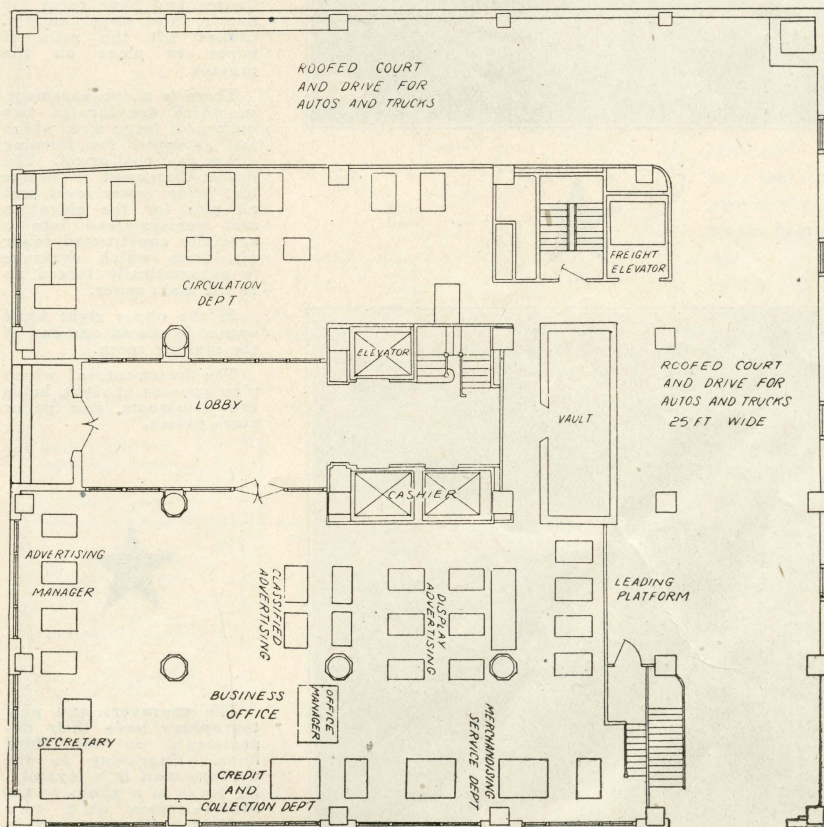 ROOFED COURT
AND DRIVE FOR
AUTOS AND TRUCKS
FREIGHT
ELEVATOR
CIRCULATION
DEPT
ELEVATOR
ROOFED COURT
AND DRIVE FOR
AUTOS AND TRUCKS
25 FT WIDE
LOBBY
VAULT
CASHIER
ADVERTISING
MANAGER
CLASSIFIED
ADVERTISING
DISPLAY
ADVERTISING
LEADING
PLATFORM
BUSINESS
OFFICE
OFFICE
MANAGER
MERCHANDISING
SERVICE DEPT
SECRETARY
CREDIT
AND
COLLECTION DEPT